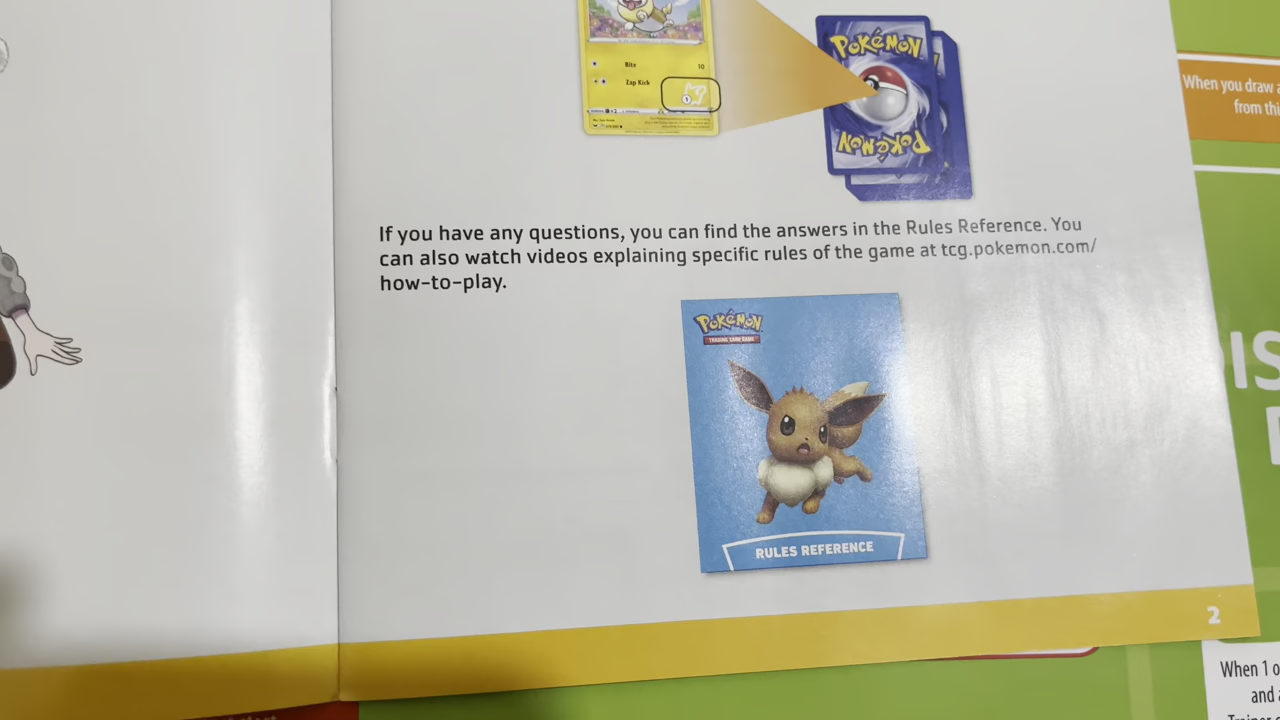 Bite 10
Zap Kick
1
POKéMON
POKéMON
When you draw a
from thi
If you have any questions, you can find the answers in the Rules Reference. You
can also watch videos explaining specific rules of the game at tcg.pokemon.com/
how-to-play.
POKéMON
TRADING CARD GAME
RULES REFERENCE
IS
2
When 1 o
and a